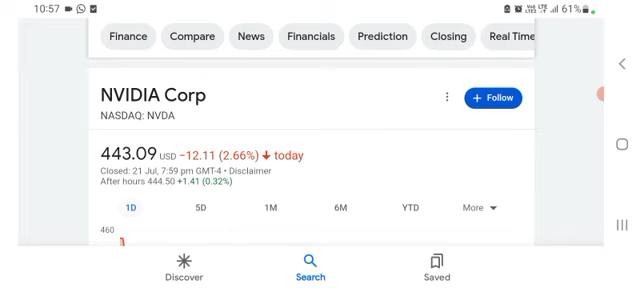 10:57 61%
Finance Compare News Financials Prediction Closing Real Time
NVIDIA Corp
+ Follow
NASDAQ: NVDA
443.09 USD −12.11 (2.66%) ↓ today
Closed: 21 Jul, 7:59 pm GMT-4 • Disclaimer
After hours 444.50 +1.41 (0.32%)
1D 5D 1M 6M YTD More
460
Discover Search Saved